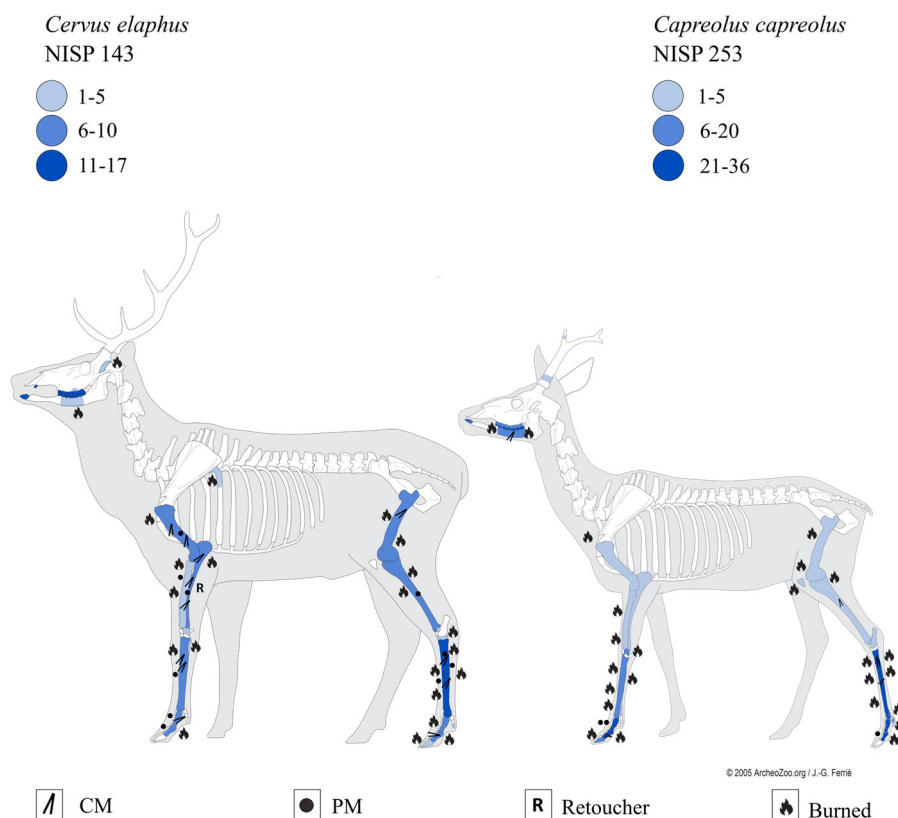 Cervus elaphus
NISP 143
1-5
6-10
11-17
Capreolus capreolus
NISP 253
1-5
6-20
21-36
R
© 2005 ArcheoZoo.org / J.-G. Ferrié
CM
PM
R Retoucher
Burned